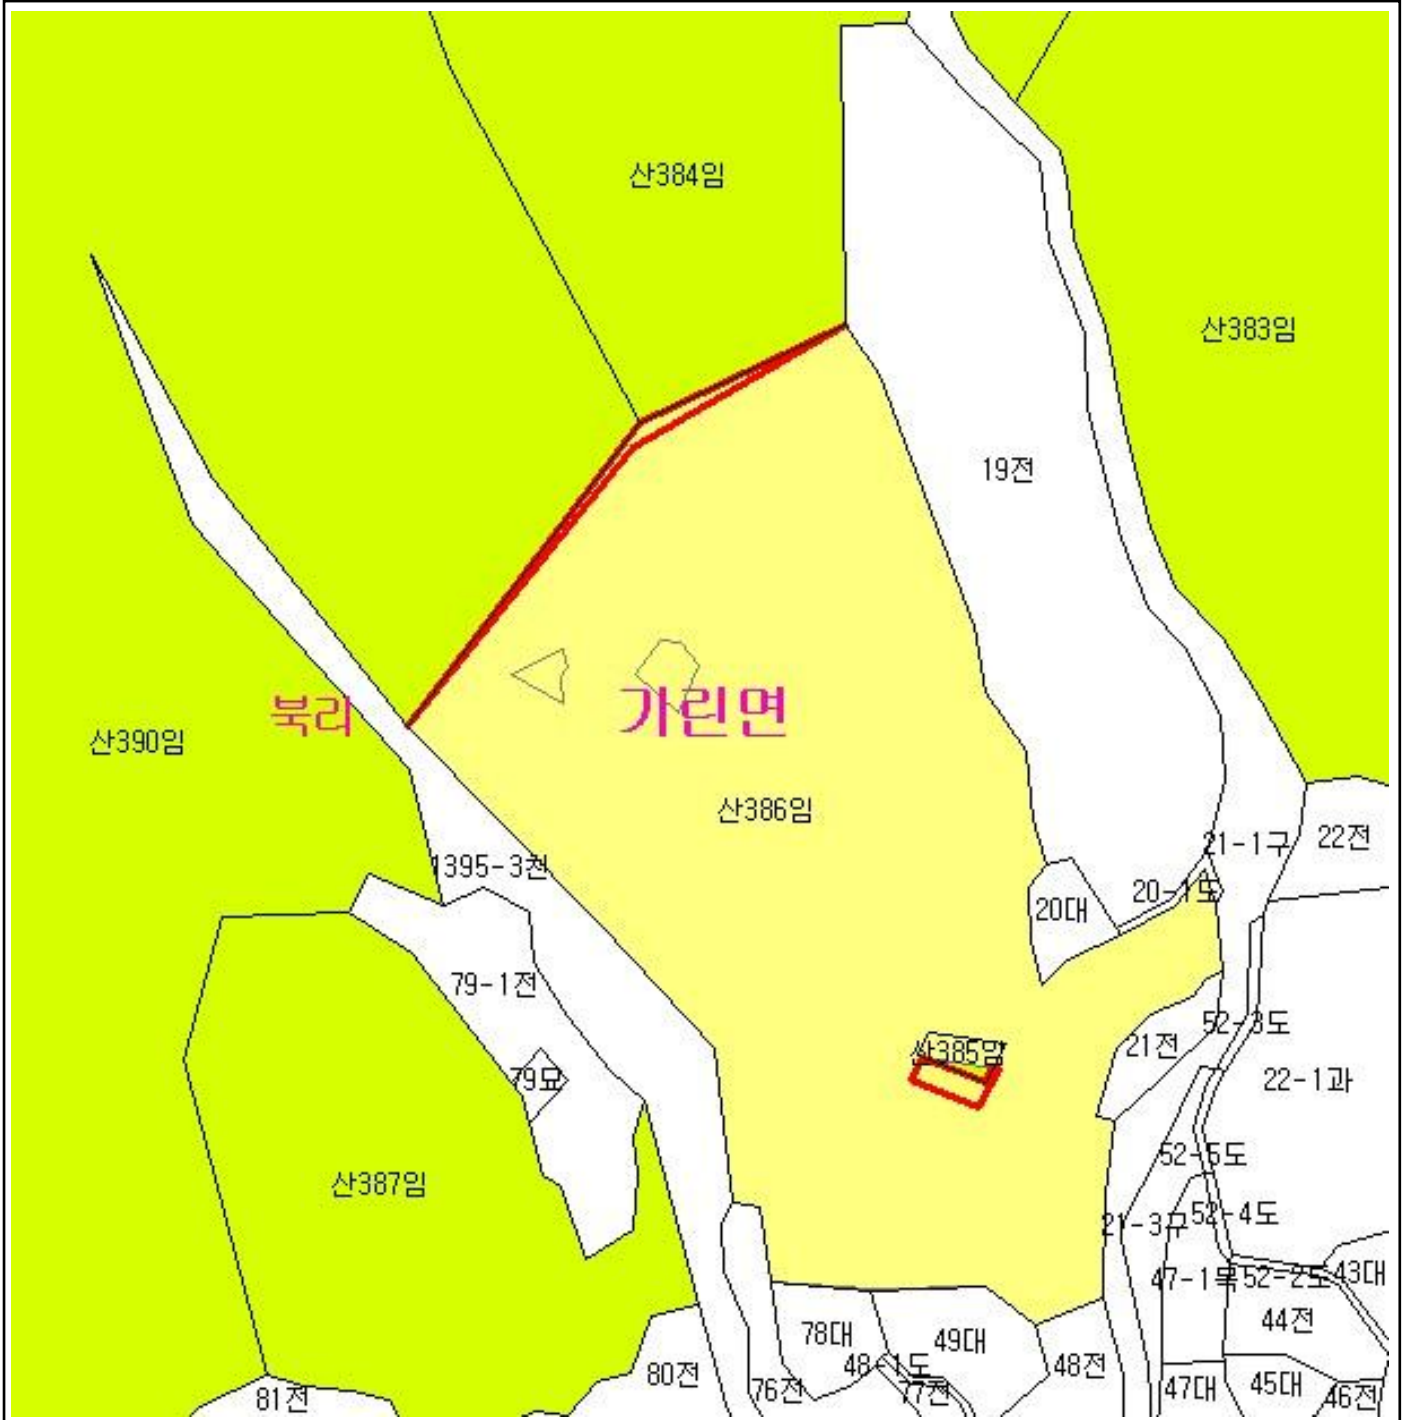 산384임
산383임
19전
북리
가린면
산390임
산386임
21-1구
22전
1395-3천
20-1도
20대
79-1전
52-3도
산385임
21전
79묘
22-1과
52-5도
산387임
21-3구
52-4도
47-1목
52-2도
43대
44전
78대
49대
48-1도
48전
80전
76전
77전
47대
45대
46전
81전